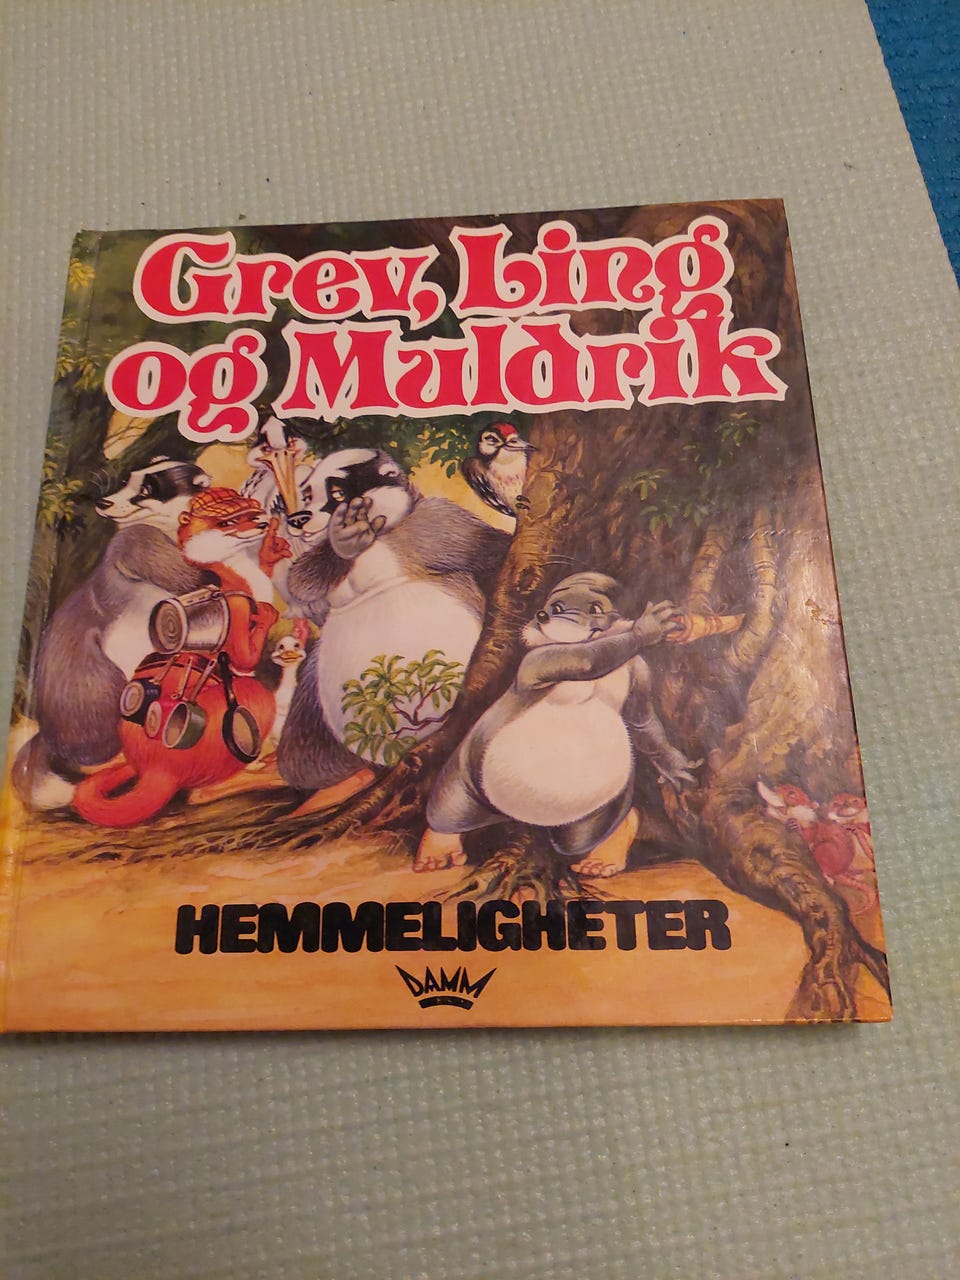 Grev, Ling
og Muldrik
HEMMELIGHETER
DAMM